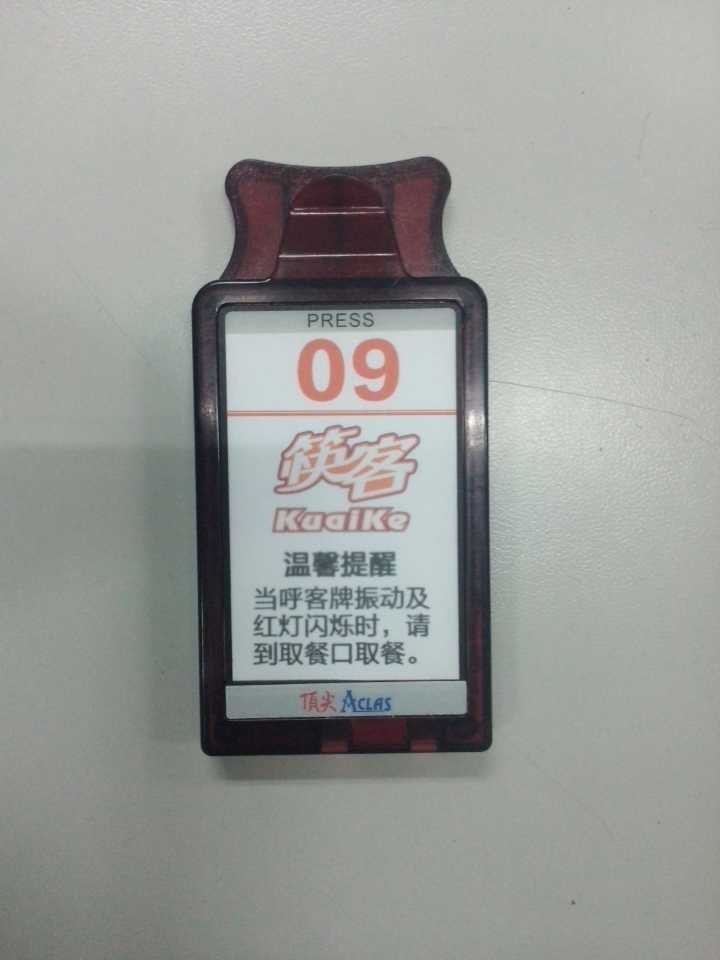 PRESS
09
筷客
KuaiKe
温馨提醒
当呼客牌振动及
红灯闪烁时，请
到取餐口取餐。
頂尖 ACLAS